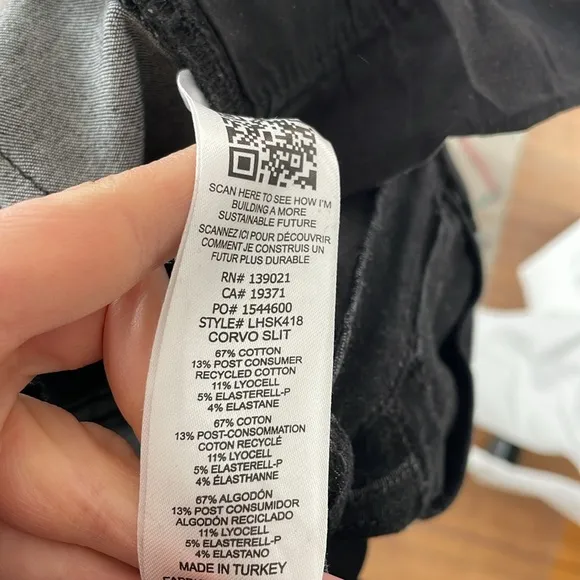 SCAN HERE TO SEE HOW I'M
BUILDING A MORE
SUSTAINABLE FUTURE
SCANNEZ ICI POUR DÉCOUVRIR
COMMENT JE CONSTRUIS UN
FUTUR PLUS DURABLE
RN# 139021
CA# 19371
PO# 1544600
STYLE# LHSK418
CORVO SLIT
67% COTTON
13% POST CONSUMER
RECYCLED COTTON
11% LYOCELL
5% ELASTERELL-P
4% ELASTANE
67% COTON
13% POST-CONSOMMATION
COTON RECYCLÉ
11% LYOCELL
5% ELASTERELL-P
4% ÉLASTHANNE
67% ALGODÓN
13% POST CONSUMIDOR
ALGODÓN RECICLADO
11% LYOCELL
5% ELASTERELL-P
4% ELASTANO
MADE IN TURKEY